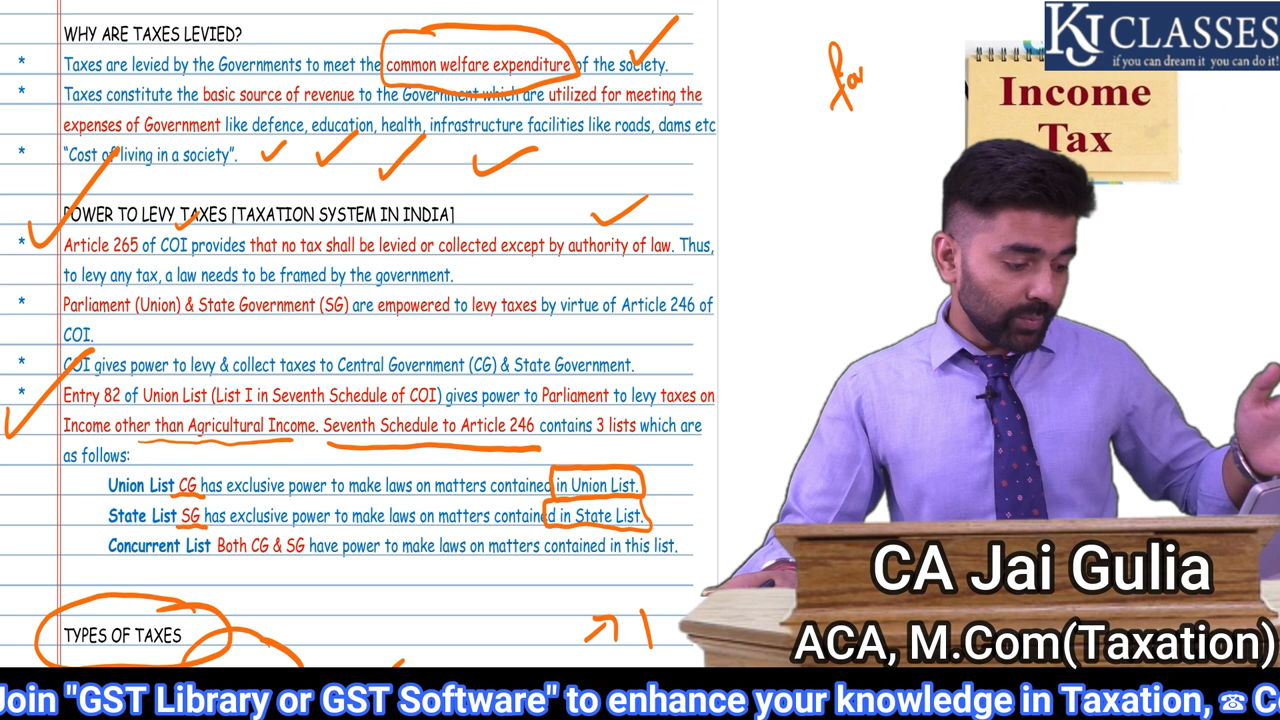 WHY ARE TAXES LEVIED?
* Taxes are levied by the Governments to meet the common welfare expenditure of the society.
* Taxes constitute the basic source of revenue to the Government which are utilized for meeting the
expenses of Government like defence, education, health, infrastructure facilities like roads, dams etc
* “Cost of living in a society”.
POWER TO LEVY TAXES [TAXATION SYSTEM IN INDIA]
* Article 265 of COI provides that no tax shall be levied or collected except by authority of law. Thus,
to levy any tax, a law needs to be framed by the government.
* Parliament (Union) & State Government (SG) are empowered to levy taxes by virtue of Article 246 of
COI.
* COI gives power to levy & collect taxes to Central Government (CG) & State Government.
* Entry 82 of Union List (List I in Seventh Schedule of COI) gives power to Parliament to levy taxes on
Income other than Agricultural Income. Seventh Schedule to Article 246 contains 3 lists which are
as follows:
Union List CG has exclusive power to make laws on matters contained in Union List.
State List SG has exclusive power to make laws on matters contained in State List.
Concurrent List Both CG & SG have power to make laws on matters contained in this list.
TYPES OF TAXES
KJ CLASSES
if you can dream it you can do it!
Income
Tax
CA Jai Gulia
ACA, M.Com(Taxation)
Join "GST Library or GST Software" to enhance your knowledge in Taxation, ☎ C